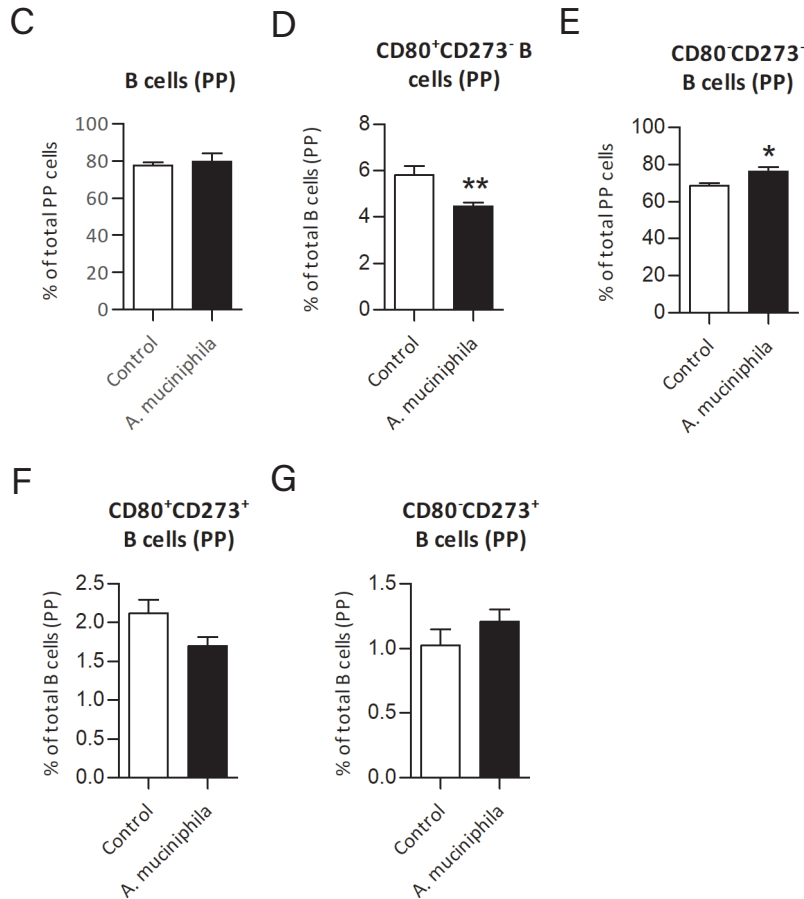 C
B cells (PP)
% of total PP cells
100
80
60
40
20
0
Control
A. muciniphila
D
CD80⁺CD273⁻ B
cells (PP)
% of total B cells (PP)
8
6
4
2
0
**
Control
A. muciniphila
E
CD80⁻CD273⁻
B cells (PP)
% of total PP cells
100
80
60
40
20
0
*
Control
A. muciniphila
F
CD80⁺CD273⁺
B cells (PP)
% of total B cells (PP)
2.5
2.0
1.5
1.0
0.5
0.0
Control
A. muciniphila
G
CD80⁻CD273⁺
B cells (PP)
% of total B cells (PP)
1.5
1.0
0.5
0.0
Control
A. muciniphila